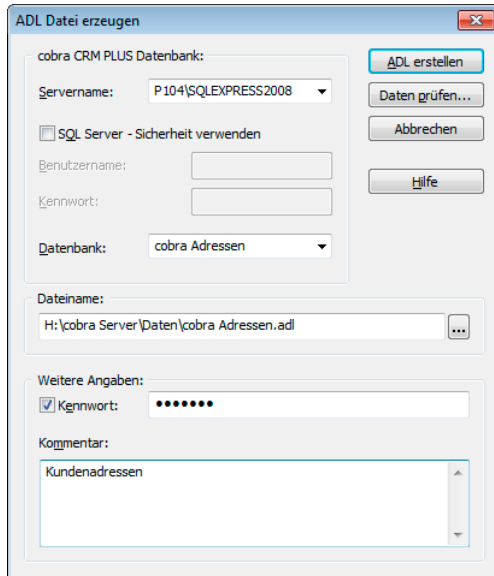 ADL Datei erzeugen
cobra CRM PLUS Datenbank:
Servername: P104\SQLEXPRESS2008
SQL Server - Sicherheit verwenden
Benutzername:
Kennwort:
Datenbank: cobra Adressen
ADL erstellen
Daten prüfen...
Abbrechen
Hilfe
Dateiname:
H:\cobra Server\Daten\cobra Adressen.adl
...
Weitere Angaben:
Kennwort: •••••••
Kommentar:
Kundenadressen